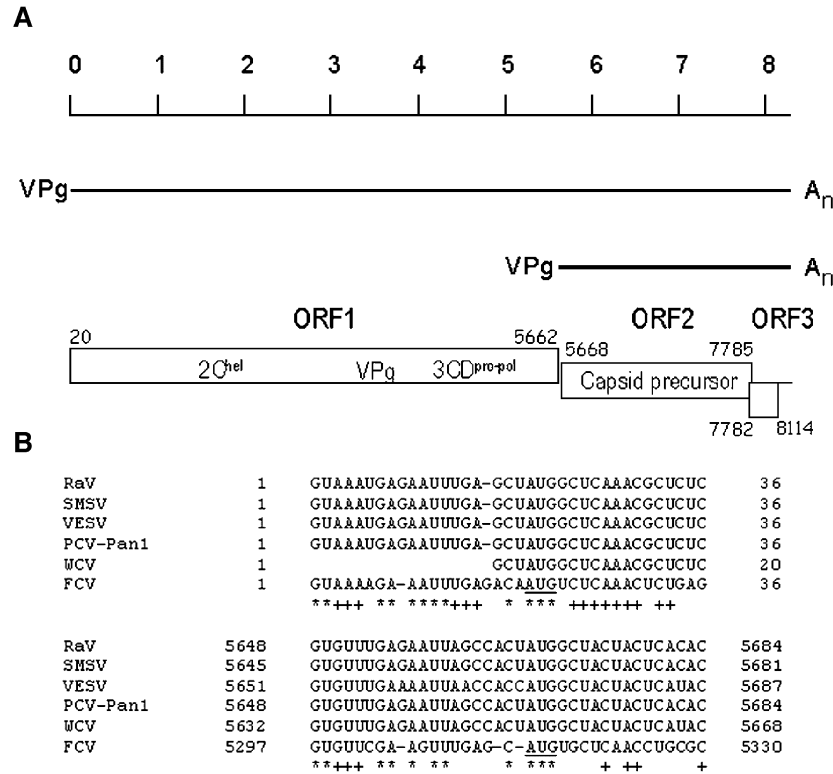 A
0 1 2 3 4 5 6 7 8
VPg An
VPg An
ORF1 ORF2 ORF3
20 5662 5668 7785
2Chel VPg 3CDpro-pol Capsid precursor
7782 8114
B
RaV 1 GUAAAUGAGAAUUUGA-GCUAUGGCUCAAACGCUCUC 36
SMSV 1 GUAAAUGAGAAUUUGA-GCUAUGGCUCAAACGCUCUC 36
VESV 1 GUAAAUGAGAAUUUGA-GCUAUGGCUCAAACGCUCUC 36
PCV-Pan1 1 GUAAAUGAGAAUUUGA-GCUAUGGCUCAAACGCUCUC 36
WCV 1 GCUAUGGCUCAAACGCUCUC 20
FCV 1 GUAAAAGA-AAUUUGAGACAAUGUCUCAAACUCUGAG 36
**+++ ** ****+++ * *** +++++++ ++
RaV 5648 GUGUUUGAGAAUUAGCCACUAUGGCUACUACUCACAC 5684
SMSV 5645 GUGUUUGAGAAUUAGCCACUAUGGCUACUACUCACAC 5681
VESV 5651 GUGUUUGAAAAUUAACCACCAUGGCUACUACUCAUAC 5687
PCV-Pan1 5648 GUGUUUGAGAAUUAGCCACUAUGGCUACUACUCACAC 5684
WCV 5632 GUGUUUGAGAAUUAGCCACUAUGGCUACUACUCAUAC 5668
FCV 5297 GUGUUCGA-AGUUUGAG-C-AUGUGCUCAACCUGCGC 5330
**+++ ** * ** * *** + ++ +